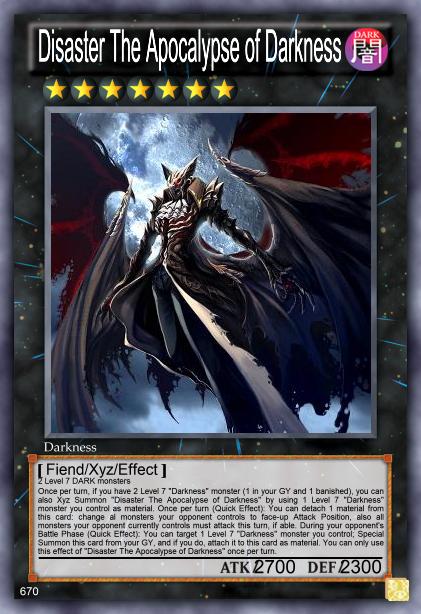 Disaster The Apocalypse of Darkness
DARK
闇
Darkness
[ Fiend/Xyz/Effect ]
2 Level 7 DARK monsters
Once per turn, if you have 2 Level 7 "Darkness" monster (1 in your GY and 1 banished), you can
also Xyz Summon "Disaster The Apocalypse of Darkness" by using 1 Level 7 "Darkness"
monster you control as material. Once per turn (Quick Effect): You can detach 1 material from
this card: change al monsters your opponent controls to face-up Attack Position, also all
monsters your opponent currently controls must attack this turn, if able. During your opponent's
Battle Phase (Quick Effect): You can target 1 Level 7 "Darkness" monster you control; Special
Summon this card from your GY, and if you do, attach it to this card as material. You can only use
this effect of "Disaster The Apocalypse of Darkness" once per turn.
ATK 2700 DEF 2300
670